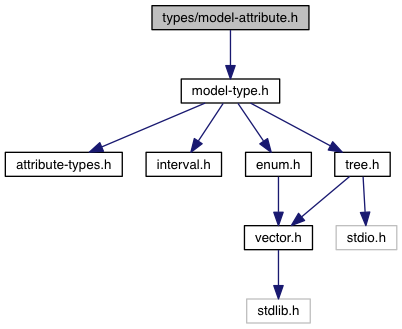 types/model-attribute.h
model-type.h
attribute-types.h
interval.h
enum.h
tree.h
vector.h
stdio.h
stdlib.h